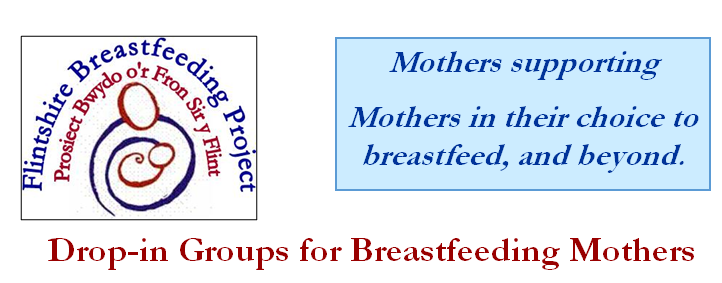 Flintshire Breastfeeding Project
Prosiect Bwydo o'r Fron Sir y Flint
Mothers supporting
Mothers in their choice to
breastfeed, and beyond.
Drop-in Groups for Breastfeeding Mothers